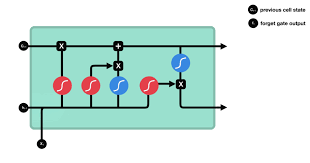 previous cell state
forget gate output
X
+
X
X